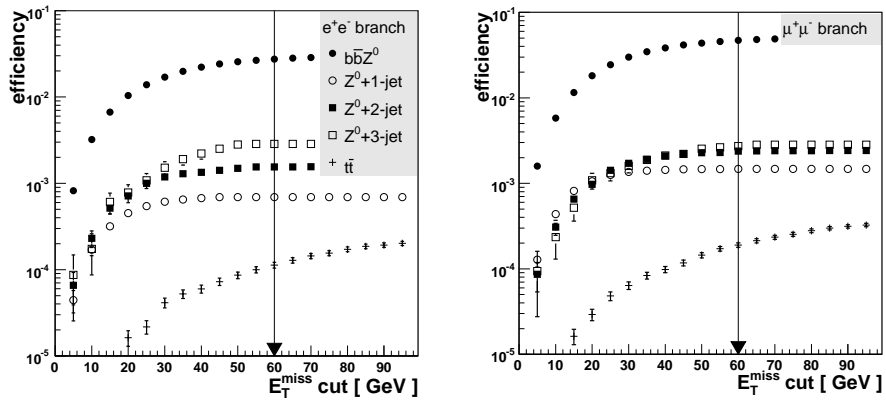 efficiency
10⁻¹
10⁻²
10⁻³
10⁻⁴
10⁻⁵
e⁺e⁻ branch
bb̄Z⁰
Z⁰+1-jet
Z⁰+2-jet
Z⁰+3-jet
tt̄
0 10 20 30 40 50 60 70 80 90
E_T^miss cut [ GeV ]
efficiency
10⁻¹
10⁻²
10⁻³
10⁻⁴
10⁻⁵
μ⁺μ⁻ branch
0 10 20 30 40 50 60 70 80 90
E_T^miss cut [ GeV ]